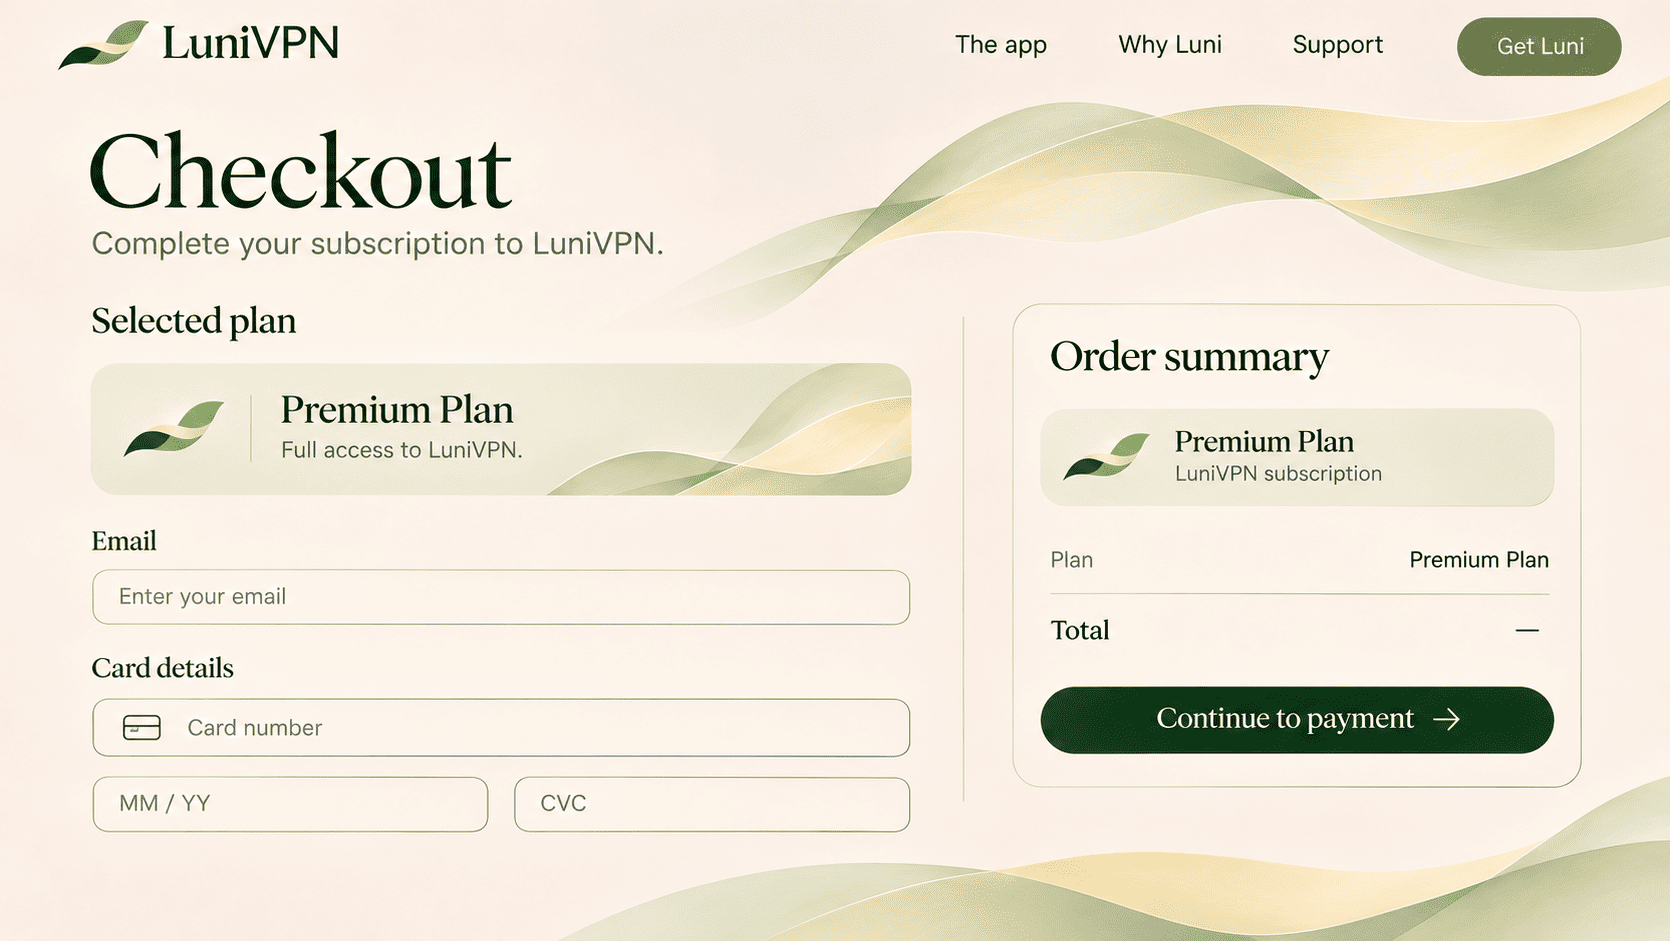 LuniVPN
The app
Why Luni
Support
Get Luni
Checkout
Complete your subscription to LuniVPN.
Selected plan
Premium Plan
Full access to LuniVPN.
Email
Enter your email
Card details
Card number
MM / YY
CVC
Order summary
Premium Plan
LuniVPN subscription
Plan
Premium Plan
Total
—
Continue to payment →